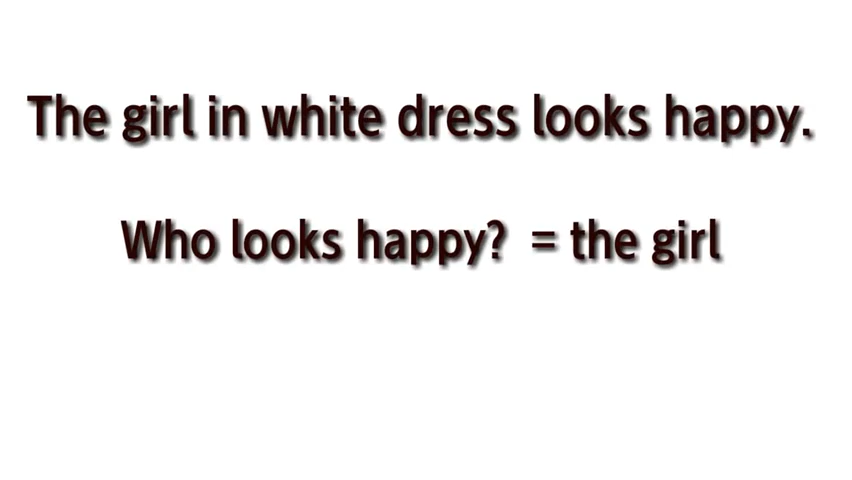 The girl in white dress looks happy.
Who looks happy? = the girl